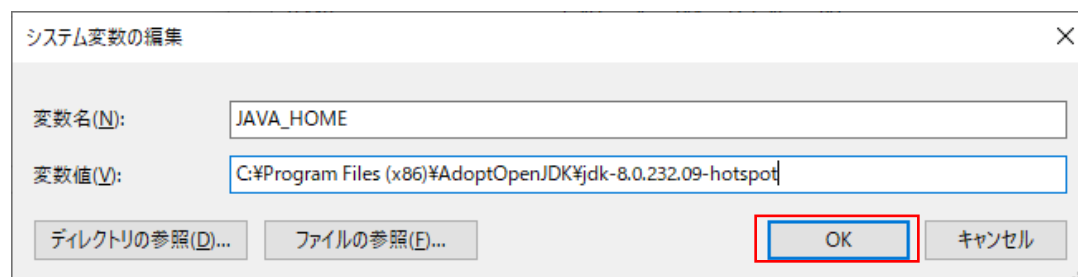 システム変数の編集
変数名(N): JAVA_HOME
変数値(V): C:¥Program Files (x86)¥AdoptOpenJDK¥jdk-8.0.232.09-hotspot
ディレクトリの参照(D)... ファイルの参照(F)... OK キャンセル